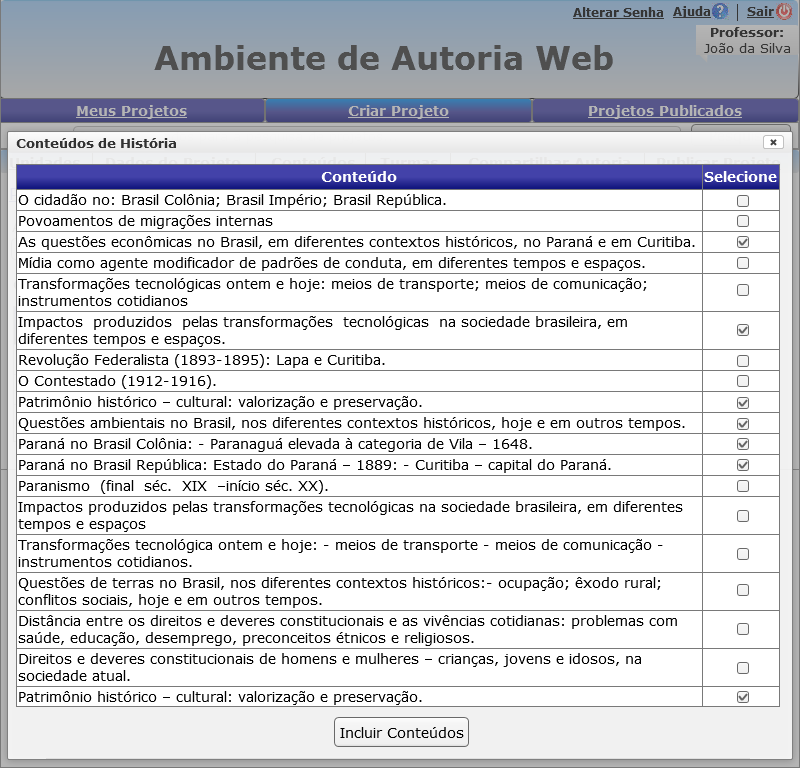 Alterar Senha Ajuda ? | Sair
Professor:
João da Silva
Ambiente de Autoria Web
Meus Projetos Criar Projeto Projetos Publicados
Conteúdos de História
Conteúdo Selecione
O cidadão no: Brasil Colônia; Brasil Império; Brasil República.
Povoamentos de migrações internas
As questões econômicas no Brasil, em diferentes contextos históricos, no Paraná e em Curitiba.
Mídia como agente modificador de padrões de conduta, em diferentes tempos e espaços.
Transformações tecnológicas ontem e hoje: meios de transporte; meios de comunicação;
instrumentos cotidianos
Impactos produzidos pelas transformações tecnológicas na sociedade brasileira, em
diferentes tempos e espaços.
Revolução Federalista (1893-1895): Lapa e Curitiba.
O Contestado (1912-1916).
Patrimônio histórico – cultural: valorização e preservação.
Questões ambientais no Brasil, nos diferentes contextos históricos, hoje e em outros tempos.
Paraná no Brasil Colônia: - Paranaguá elevada à categoria de Vila – 1648.
Paraná no Brasil República: Estado do Paraná – 1889: - Curitiba – capital do Paraná.
Paranismo (final séc. XIX –início séc. XX).
Impactos produzidos pelas transformações tecnológicas na sociedade brasileira, em diferentes
tempos e espaços
Transformações tecnológica ontem e hoje: - meios de transporte - meios de comunicação -
instrumentos cotidianos.
Questões de terras no Brasil, nos diferentes contextos históricos:- ocupação; êxodo rural;
conflitos sociais, hoje e em outros tempos.
Distância entre os direitos e deveres constitucionais e as vivências cotidianas: problemas com
saúde, educação, desemprego, preconceitos étnicos e religiosos.
Direitos e deveres constitucionais de homens e mulheres – crianças, jovens e idosos, na
sociedade atual.
Patrimônio histórico – cultural: valorização e preservação.
Incluir Conteúdos